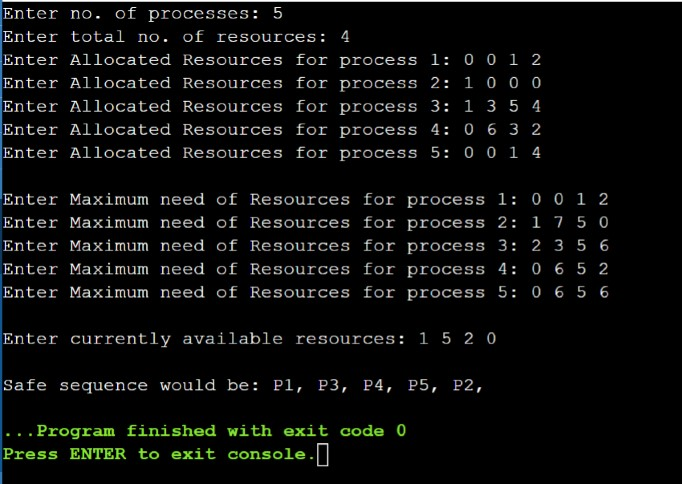 Enter no. of processes: 5
Enter total no. of resources: 4
Enter Allocated Resources for process 1: 0 0 1 2
Enter Allocated Resources for process 2: 1 0 0 0
Enter Allocated Resources for process 3: 1 3 5 4
Enter Allocated Resources for process 4: 0 6 3 2
Enter Allocated Resources for process 5: 0 0 1 4
Enter Maximum need of Resources for process 1: 0 0 1 2
Enter Maximum need of Resources for process 2: 1 7 5 0
Enter Maximum need of Resources for process 3: 2 3 5 6
Enter Maximum need of Resources for process 4: 0 6 5 2
Enter Maximum need of Resources for process 5: 0 6 5 6
Enter currently available resources: 1 5 2 0
Safe sequence would be: P1, P3, P4, P5, P2,
...Program finished with exit code 0
Press ENTER to exit console.